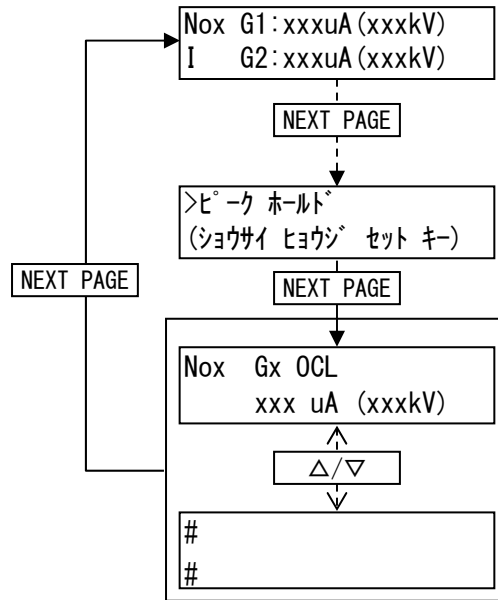 Nox G1:xxxuA(xxxkV)
I G2:xxxuA(xxxkV)
NEXT PAGE
>ﾋﾟｰｸ ﾎｰﾙﾄﾞ
(ｼｮｳｻｲ ﾋｮｳｼﾞ ｾｯﾄ ｷｰ)
NEXT PAGE
NEXT PAGE
Nox Gx OCL
xxx uA (xxxkV)
△/▽
#
#